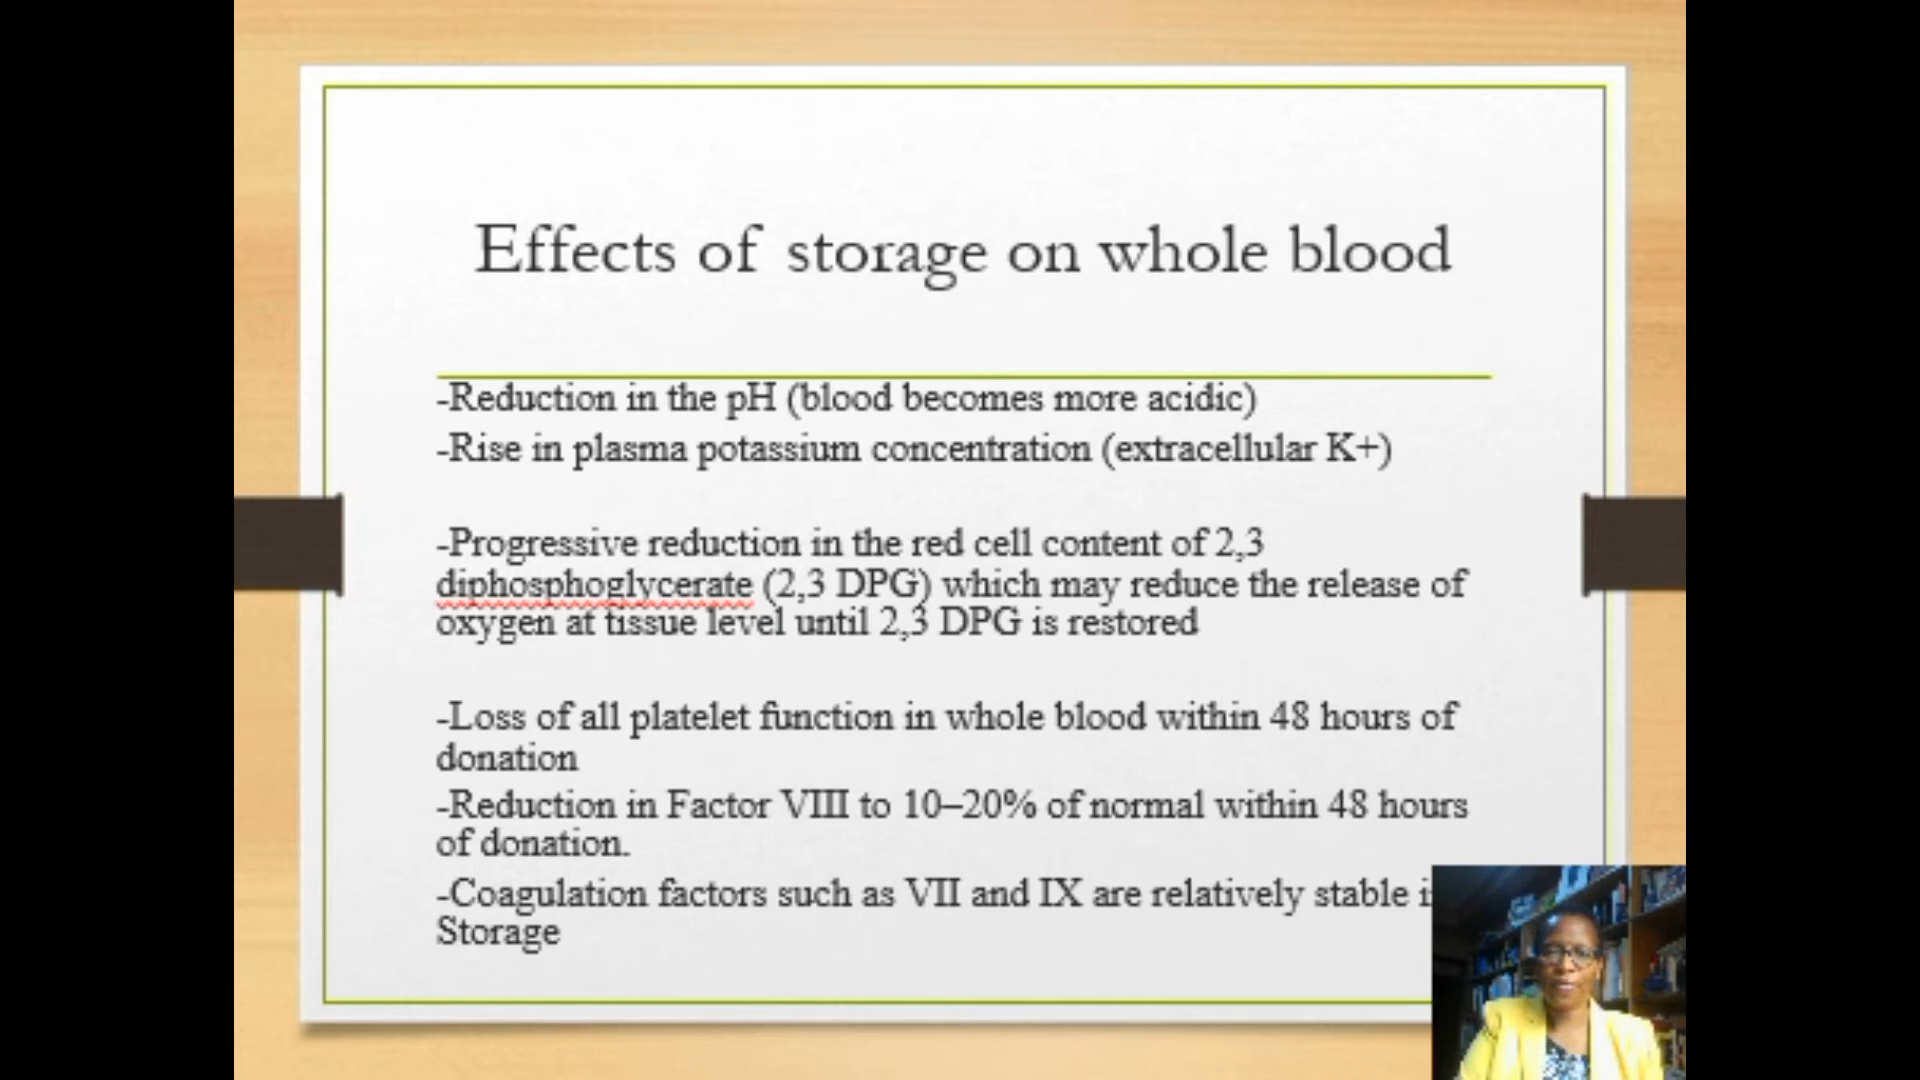 Effects of storage on whole blood
-Reduction in the pH (blood becomes more acidic)
-Rise in plasma potassium concentration (extracellular K+)
-Progressive reduction in the red cell content of 2,3
diphosphoglycerate (2,3 DPG) which may reduce the release of
oxygen at tissue level until 2,3 DPG is restored
-Loss of all platelet function in whole blood within 48 hours of
donation
-Reduction in Factor VIII to 10–20% of normal within 48 hours
of donation.
-Coagulation factors such as VII and IX are relatively stable
Storage